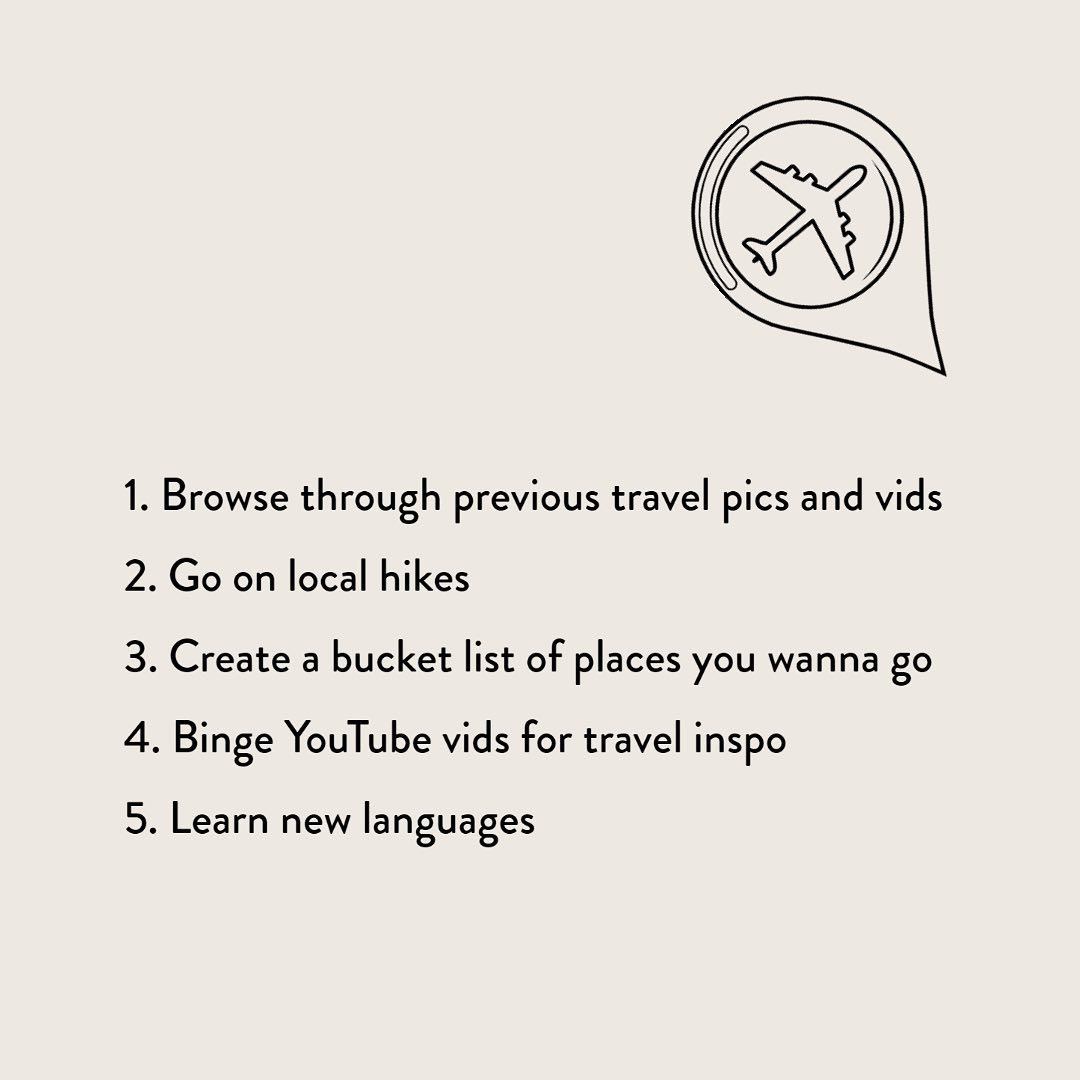 1. Browse through previous travel pics and vids
2. Go on local hikes
3. Create a bucket list of places you wanna go
4. Binge YouTube vids for travel inspo
5. Learn new languages